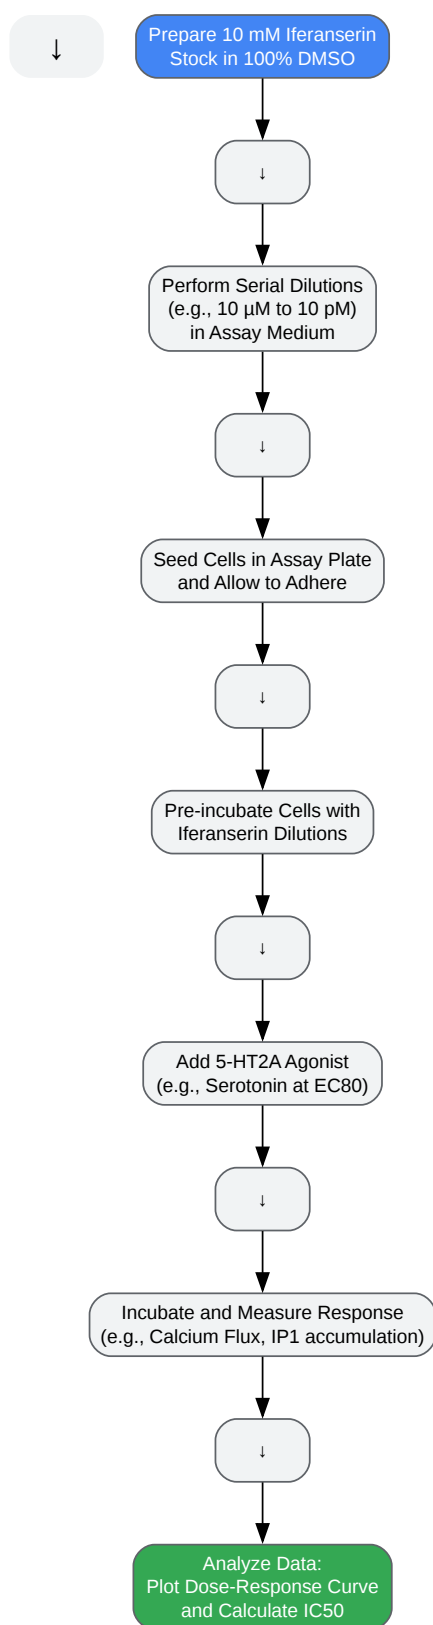 ↓
Prepare 10 mM Iferanserin
Stock in 100% DMSO
↓
Perform Serial Dilutions
(e.g., 10 µM to 10 pM)
in Assay Medium
↓
Seed Cells in Assay Plate
and Allow to Adhere
↓
Pre-incubate Cells with
Iferanserin Dilutions
↓
Add 5-HT2A Agonist
(e.g., Serotonin at EC80)
↓
Incubate and Measure Response
(e.g., Calcium Flux, IP1 accumulation)
↓
Analyze Data:
Plot Dose-Response Curve
and Calculate IC50